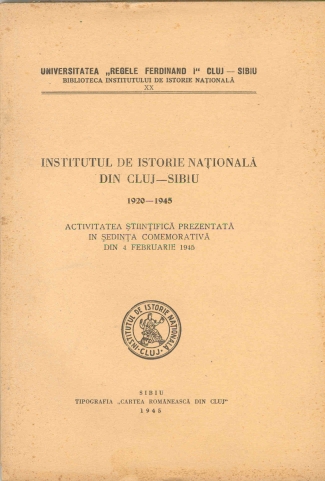 UNIVERSITATEA „REGELE FERDINAND I“ CLUJ — SIBIU
BIBLIOTECA INSTITUTULUI DE ISTORIE NAȚIONALĂ
XX
INSTITUTUL DE ISTORIE NAȚIONALĂ
DIN CLUJ—SIBIU
1920—1945
ACTIVITATEA ȘTIINȚIFICĂ PREZENTATĂ
IN ȘEDINȚA COMEMORATIVĂ
DIN 4 FEBRUARIE 1945
INSTITUTUL DE ISTORIE NAȚIONALĂ
CLUJ
SIBIU
TIPOGRAFIA „CARTEA ROMÂNEASCĂ DIN CLUJ“
1945